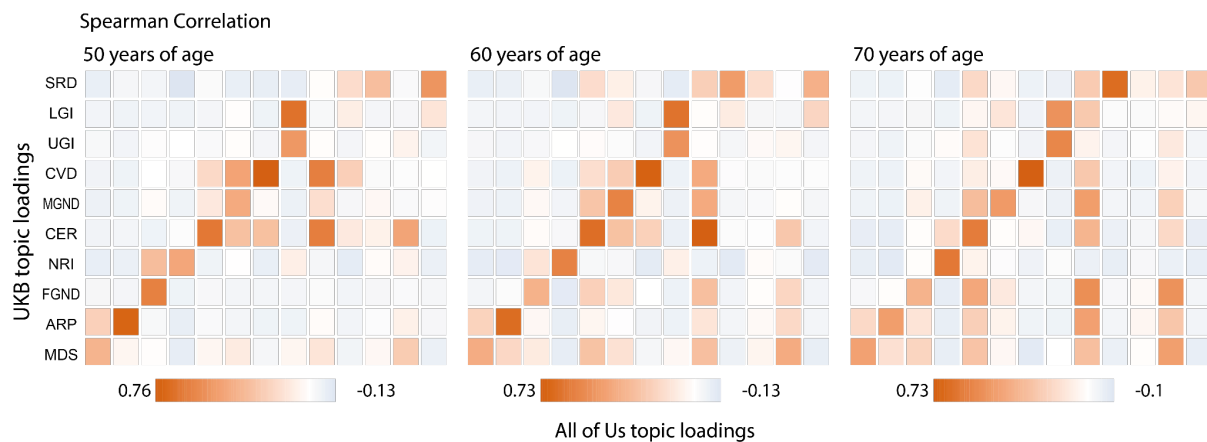 Spearman Correlation
50 years of age
60 years of age
70 years of age
UKB topic loadings
SRD
LGI
UGI
CVD
MGND
CER
NRI
FGND
ARP
MDS
0.76
-0.13
0.73
-0.13
0.73
-0.1
All of Us topic loadings